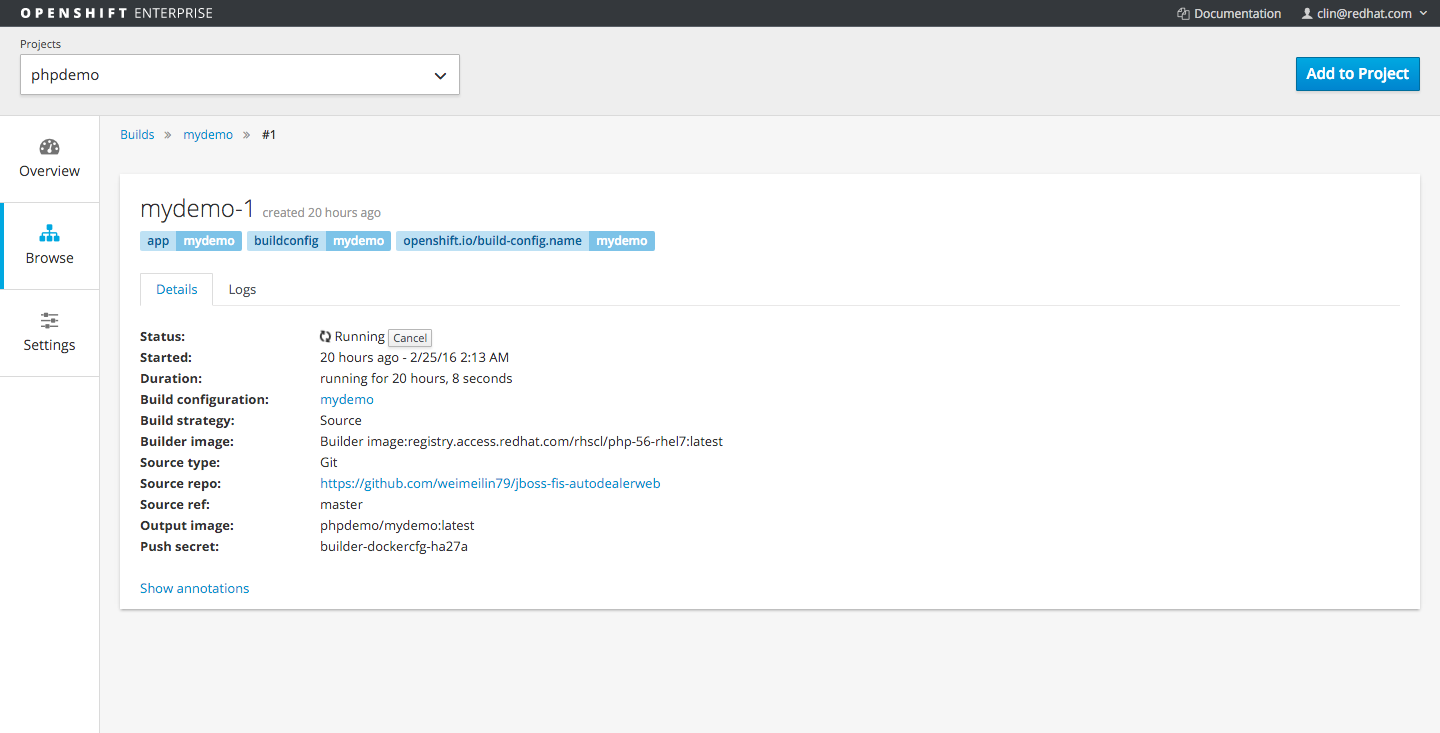 OPENSHIFT ENTERPRISE Documentation clin@redhat.com
Projects
phpdemo
Add to Project
Builds » mydemo » #1
Overview
Browse
Settings
mydemo-1 created 20 hours ago
app mydemo buildconfig mydemo openshift.io/build-config.name mydemo
Details Logs
Status: Running Cancel
Started: 20 hours ago - 2/25/16 2:13 AM
Duration: running for 20 hours, 8 seconds
Build configuration: mydemo
Build strategy: Source
Builder image: Builder image:registry.access.redhat.com/rhscl/php-56-rhel7:latest
Source type: Git
Source repo: https://github.com/weimeilin79/jboss-fis-autodealerweb
Source ref: master
Output image: phpdemo/mydemo:latest
Push secret: builder-dockercfg-ha27a
Show annotations